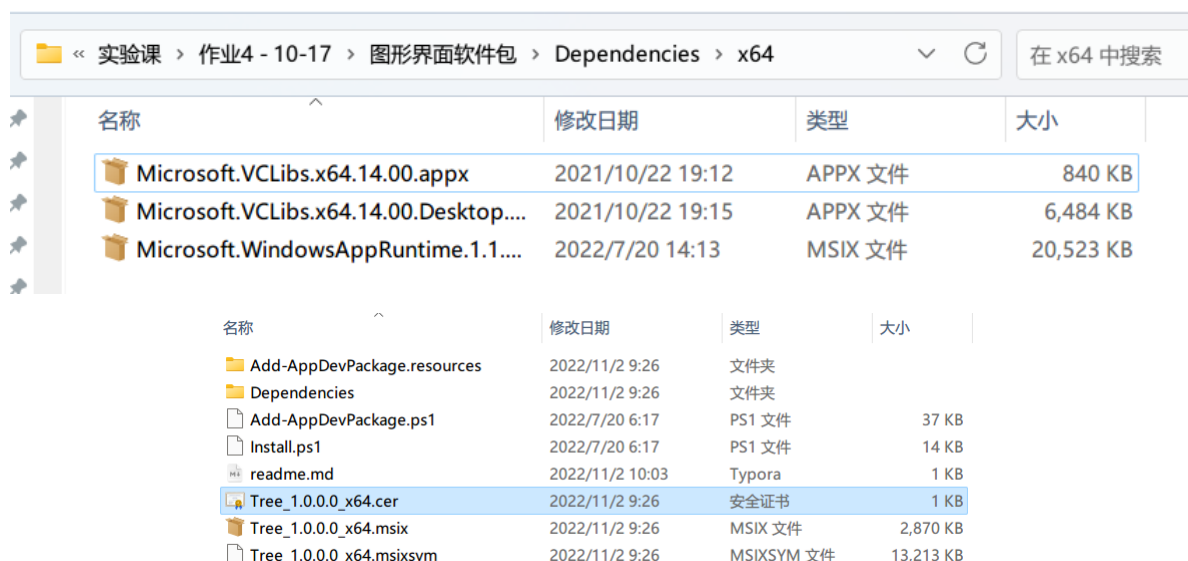 « 实验课 › 作业4 - 10-17 › 图形界面软件包 › Dependencies › x64 在 x64 中搜索
名称 修改日期 类型 大小
Microsoft.VCLibs.x64.14.00.appx 2021/10/22 19:12 APPX 文件 840 KB
Microsoft.VCLibs.x64.14.00.Desktop.... 2021/10/22 19:15 APPX 文件 6,484 KB
Microsoft.WindowsAppRuntime.1.1.... 2022/7/20 14:13 MSIX 文件 20,523 KB
名称 修改日期 类型 大小
Add-AppDevPackage.resources 2022/11/2 9:26 文件夹
Dependencies 2022/11/2 9:26 文件夹
Add-AppDevPackage.ps1 2022/7/20 6:17 PS1 文件 37 KB
Install.ps1 2022/7/20 6:17 PS1 文件 14 KB
readme.md 2022/11/2 10:03 Typora 1 KB
Tree_1.0.0.0_x64.cer 2022/11/2 9:26 安全证书 1 KB
Tree_1.0.0.0_x64.msix 2022/11/2 9:26 MSIX 文件 2,870 KB
Tree_1.0.0.0_x64.msixsym 2022/11/2 9:26 MSIXSYM 文件 13,213 KB